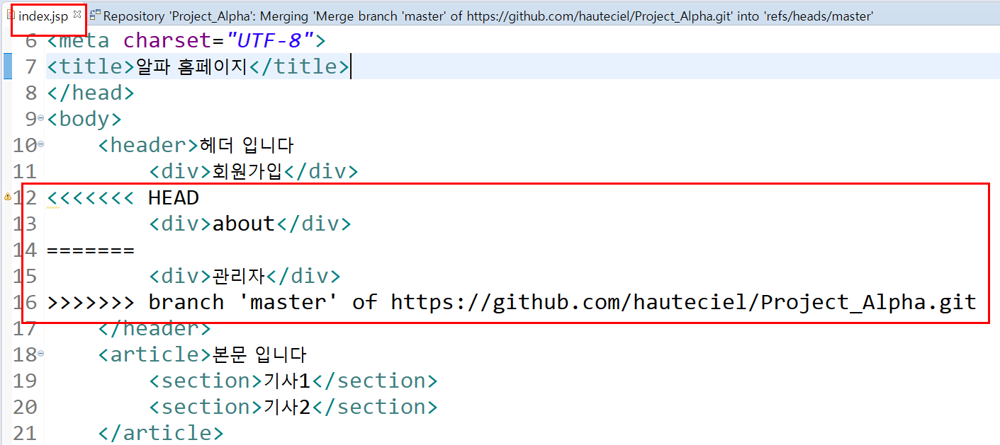 index.jsp Repository 'Project_Alpha': Merging 'Merge branch 'master' of https://github.com/hauteciel/Project_Alpha.git' into 'refs/heads/master'
6 <meta charset="UTF-8">
7 <title>알파 홈페이지</title>
8 </head>
9 <body>
10 <header>헤더 입니다
11 <div>회원가입</div>
12 <<<<<<< HEAD
13 <div>about</div>
14 =======
15 <div>관리자</div>
16 >>>>>>> branch 'master' of https://github.com/hauteciel/Project_Alpha.git
17 </header>
18 <article>본문 입니다
19 <section>기사1</section>
20 <section>기사2</section>
21 </article>